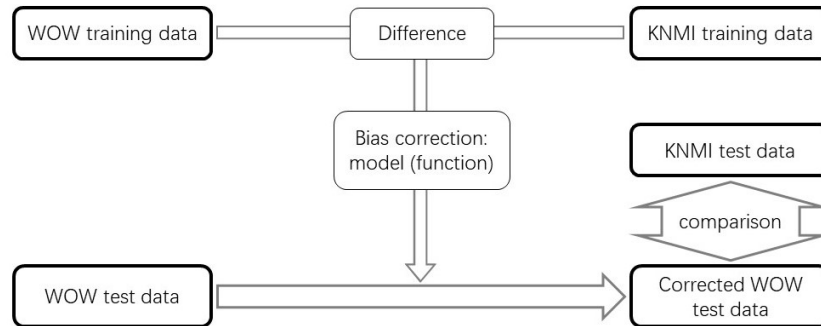 WOW training data
Difference
KNMI training data
Bias correction:
model (function)
KNMI test data
comparison
WOW test data
Corrected WOW
test data